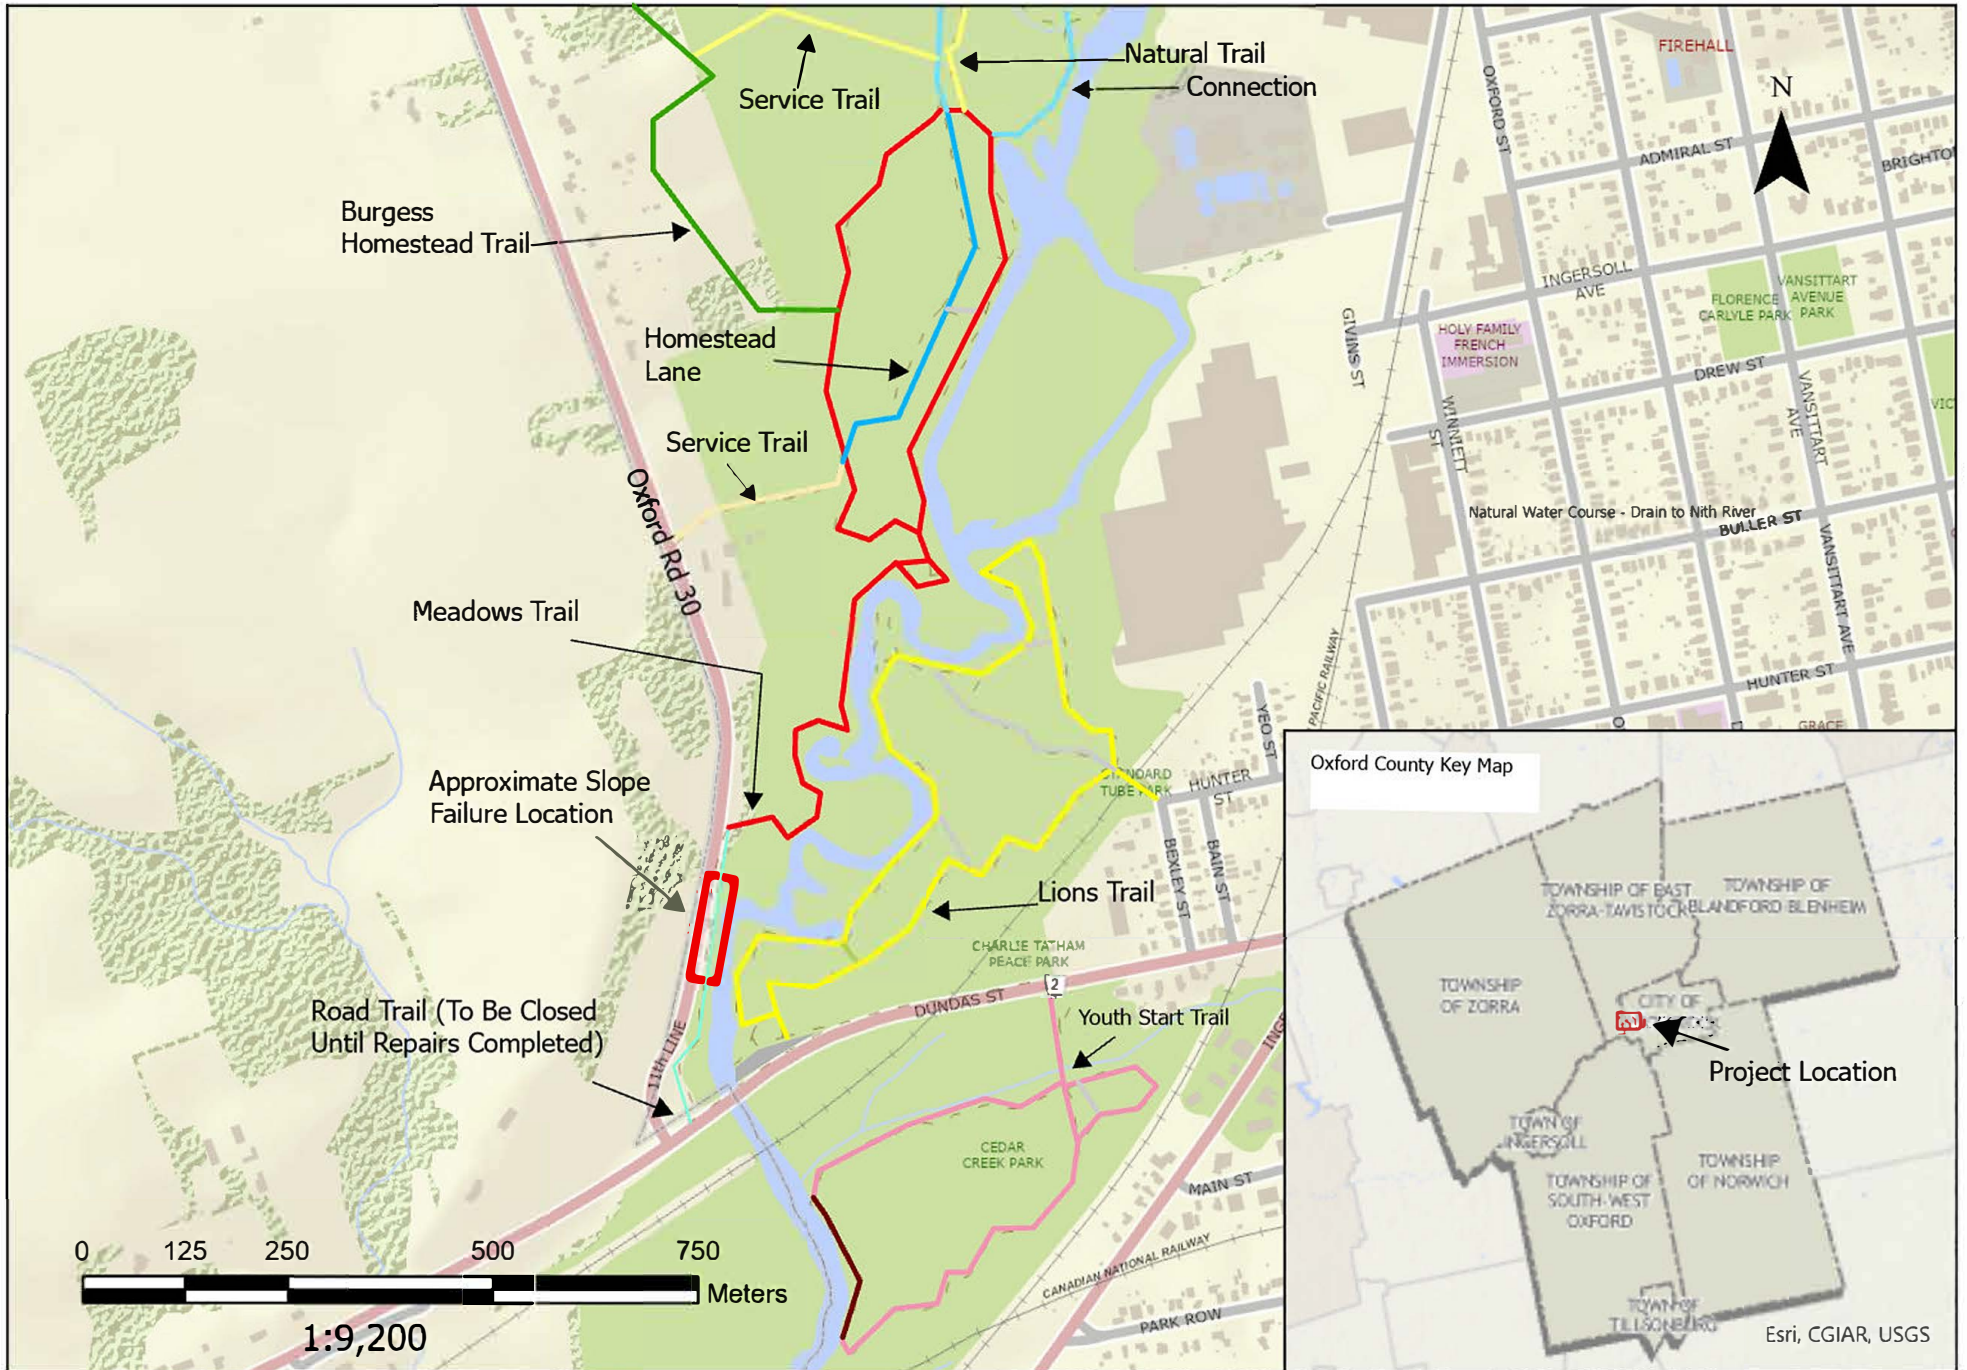 Natural Trail
Connection
Service Trail
Burgess
Homestead Trail
Homestead
Lane
Service Trail
Oxford Rd 30
Meadows Trail
Approximate Slope
Failure Location
Lions Trail
Road Trail (To Be Closed
Until Repairs Completed)
Youth Start Trail
11th LINE
DUNDAS ST
2
CHARLIE TATHAM
PEACE PARK
STANDARD
TUBE PARK
CEDAR
CREEK PARK
HUNTER
ST
YEO ST
BEXLEY ST
BAIN ST
MAIN ST
PARK ROW
CANADIAN NATIONAL RAILWAY
PACIFIC RAILWAY
INGE
FIREHALL
N
OXFORD ST
ADMIRAL ST
BRIGHTO
INGERSOLL
AVE
FLORENCE
CARLYLE PARK
VANSITTART
AVENUE
PARK
GIVINS ST
HOLY FAMILY
FRENCH
IMMERSION
DREW ST
WINNIETT
ST
VANSITTART
AVE
VIC
Natural Water Course - Drain to Nith River
BULLER ST
VANSITTART AVE
HUNTER ST
GRACE
Oxford County Key Map
TOWNSHIP OF EAST
ZORRA-TAVISTOCK
TOWNSHIP OF
BLANDFORD BLENHEIM
TOWNSHIP
OF ZORRA
CITY OF
Project Location
TOWN OF
INGERSOLL
TOWNSHIP OF
SOUTH-WEST
OXFORD
TOWNSHIP
OF NORWICH
TOWN OF
TILLSONBURG
Esri, CGIAR, USGS
0 125 250 500 750
Meters
1:9,200